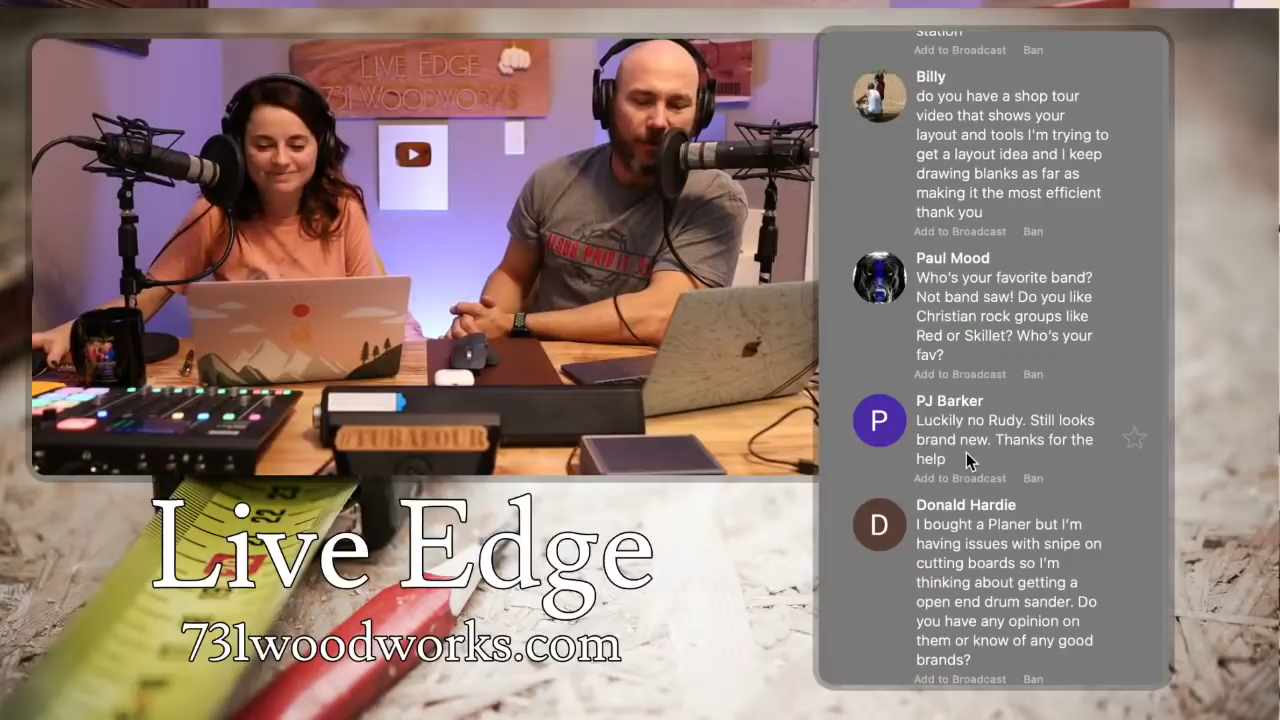 LIVE EDGE
731 WOODWORKS
#TUBAFOUR
Live Edge
731woodworks.com
station
Add to Broadcast · Ban
Billy
do you have a shop tour
video that shows your
layout and tools I'm trying to
get a layout idea and I keep
drawing blanks as far as
making it the most efficient
thank you
Add to Broadcast · Ban
Paul Mood
Who's your favorite band?
Not band saw! Do you like
Christian rock groups like
Red or Skillet? Who's your
fav?
Add to Broadcast · Ban
P
PJ Barker
Luckily no Rudy. Still looks
brand new. Thanks for the
help
Add to Broadcast · Ban
D
Donald Hardie
I bought a Planer but I'm
having issues with snipe on
cutting boards so I'm
thinking about getting a
open end drum sander. Do
you have any opinion on
them or know of any good
brands?
Add to Broadcast · Ban